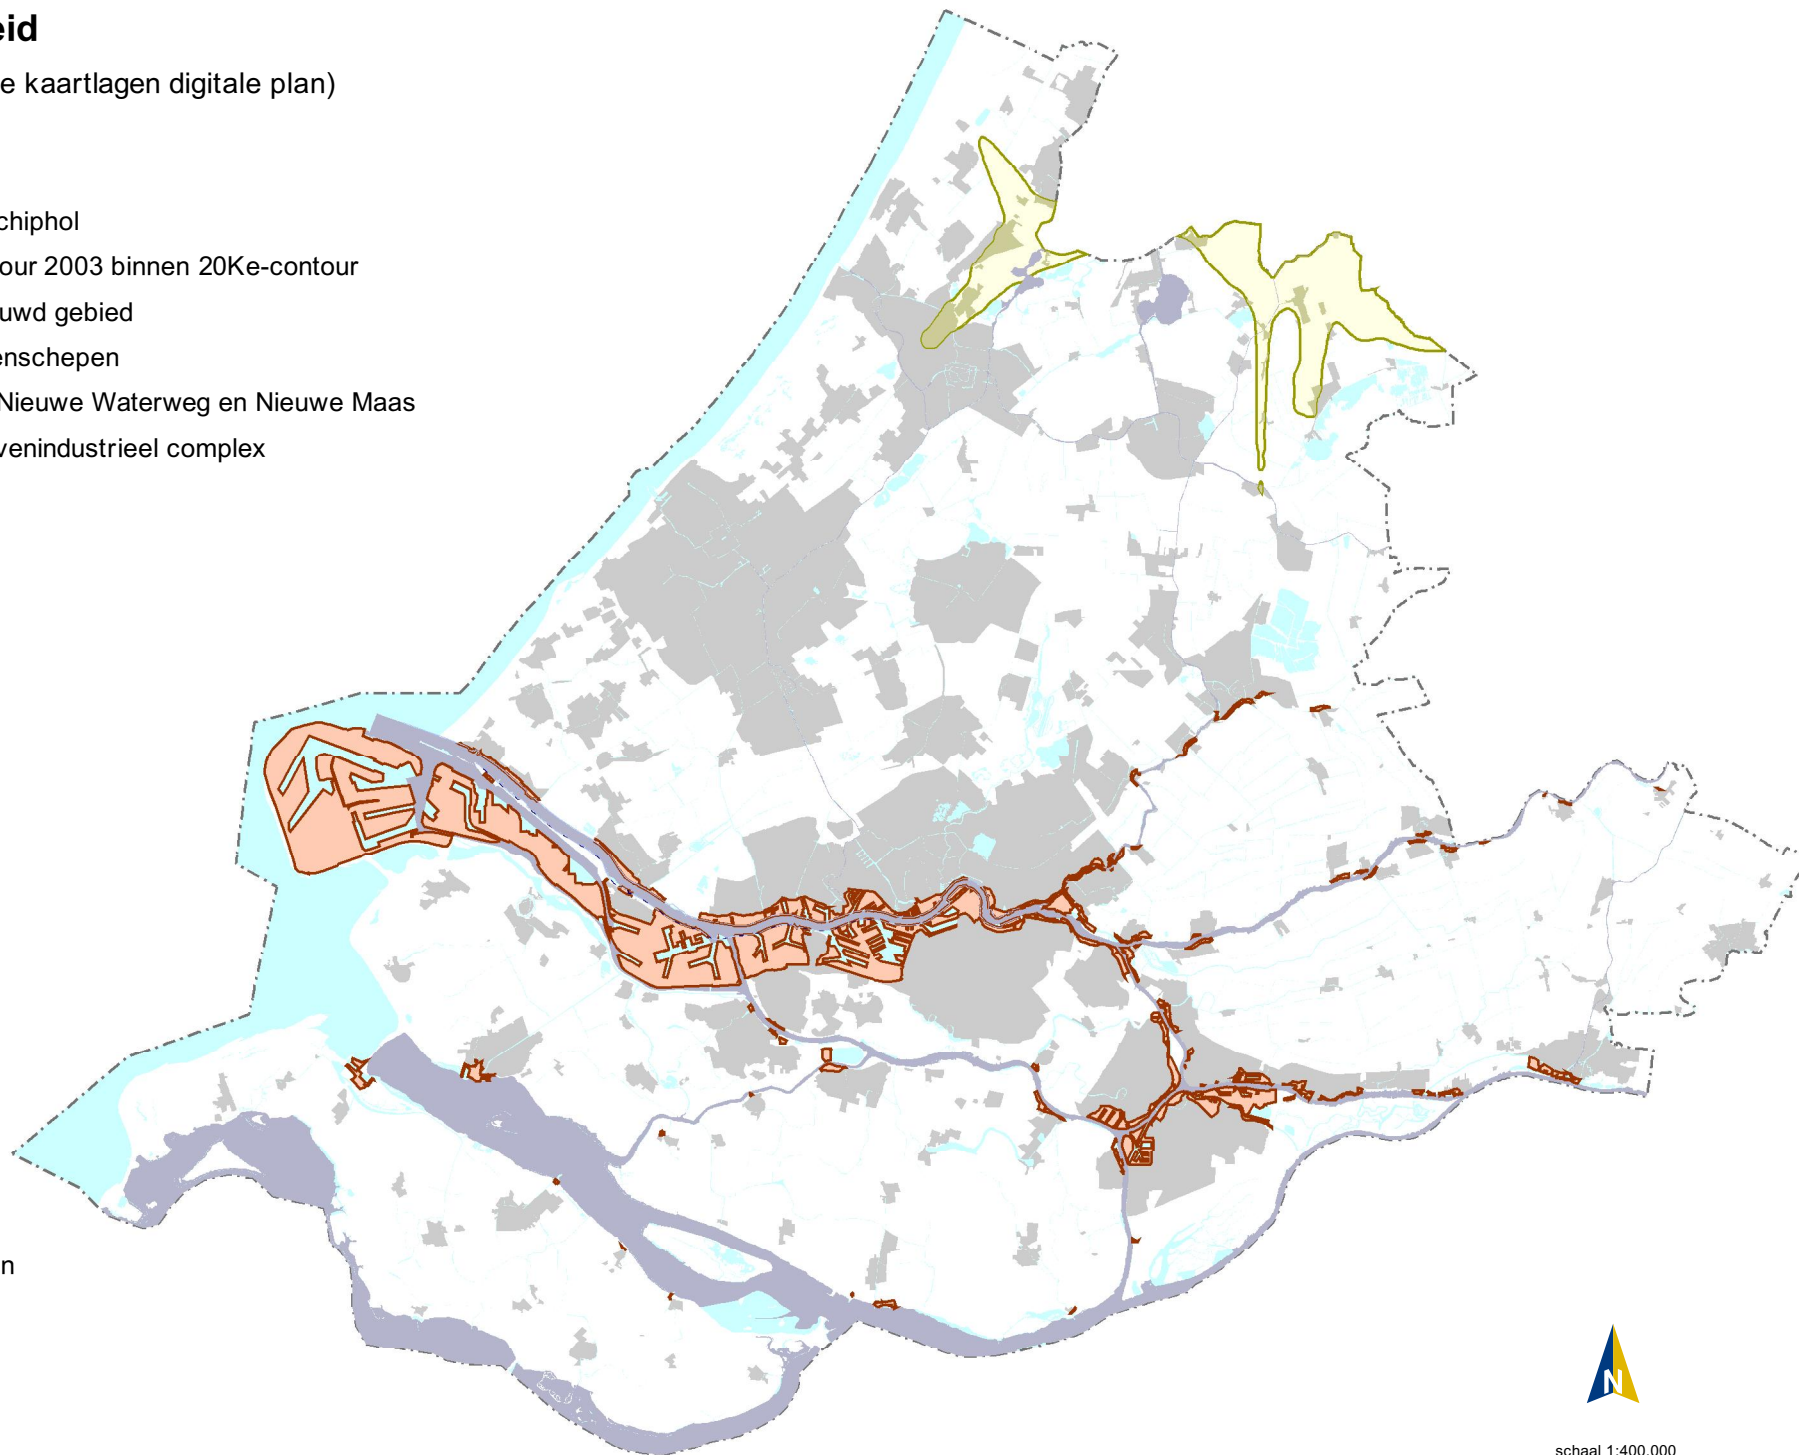 eid
e kaartlagen digitale plan)
chiphol
our 2003 binnen 20Ke-contour
uwd gebied
enschepen
Nieuwe Waterweg en Nieuwe Maas
venindustrieel complex
n
N
schaal 1:400.000